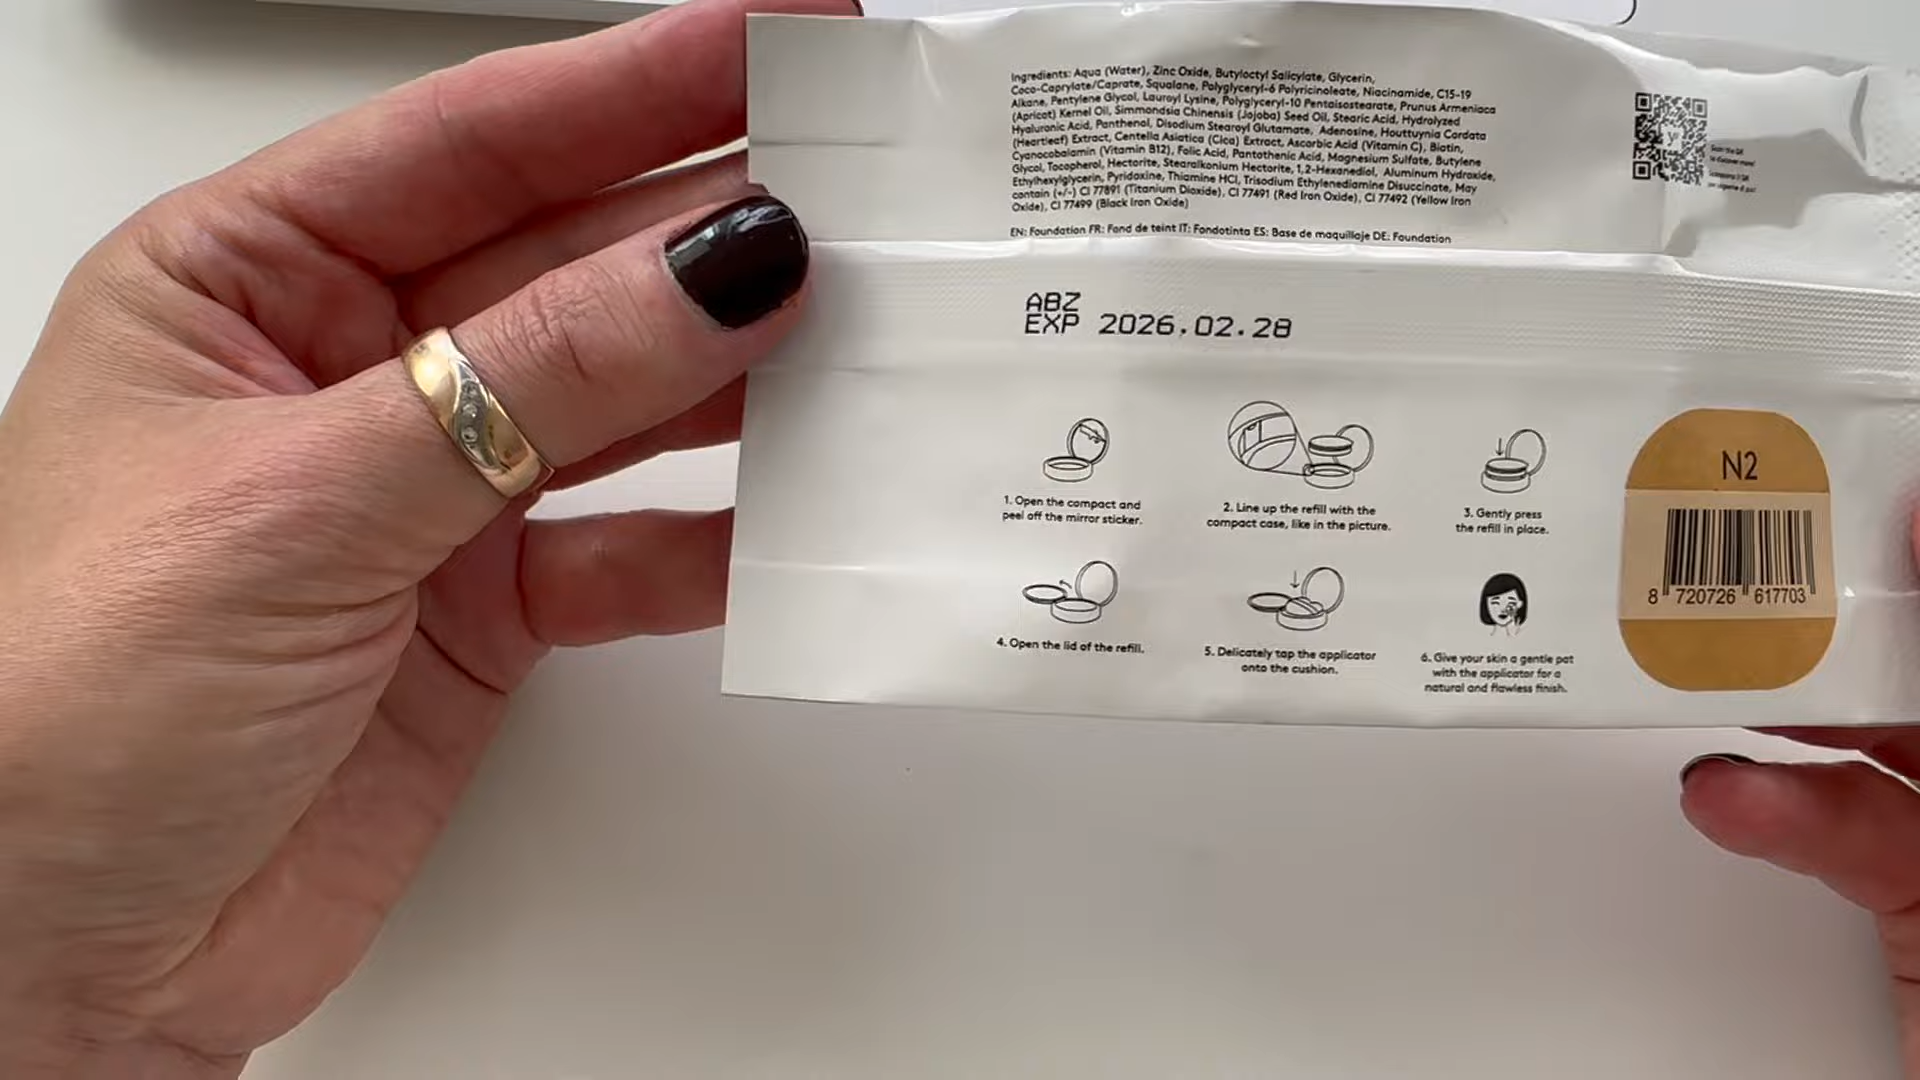 Ingredients: Aqua (Water), Zinc Oxide, Butyloctyl Salicylate, Glycerin,
Coco-Caprylate/Caprate, Squalane, Polyglyceryl-6 Polyricinoleate, Niacinamide, C15-19
Alkane, Pentylene Glycol, Lauroyl Lysine, Polyglyceryl-10 Pentaisostearate, Prunus Armeniaca
(Apricot) Kernel Oil, Simmondsia Chinensis (Jojoba) Seed Oil, Stearic Acid, Hydrolyzed
Hyaluronic Acid, Panthenol, Disodium Stearoyl Glutamate, Adenosine, Houttuynia Cordata
(Heartleaf) Extract, Centella Asiatica (Cica) Extract, Ascorbic Acid (Vitamin C), Biotin,
Cyanocobalamin (Vitamin B12), Folic Acid, Pantothenic Acid, Magnesium Sulfate, Butylene
Glycol, Tocopherol, Hectorite, Stearalkonium Hectorite, 1,2-Hexanediol, Aluminum Hydroxide,
Ethylhexylglycerin, Pyridoxine, Thiamine HCl, Trisodium Ethylenediamine Disuccinate, May
contain (+/-) CI 77891 (Titanium Dioxide), CI 77491 (Red Iron Oxide), CI 77492 (Yellow Iron
Oxide), CI 77499 (Black Iron Oxide)
EN: Foundation FR: Fond de teint IT: Fondotinta ES: Base de maquillaje DE: Foundation
Scan the QR
to discover more!
ABZ
EXP 2026.02.28
1. Open the compact and
peel off the mirror sticker.
2. Line up the refill with the
compact case, like in the picture.
3. Gently press
the refill in place.
4. Open the lid of the refill.
5. Delicately tap the applicator
onto the cushion.
6. Give your skin a gentle pat
with the applicator for a
natural and flawless finish.
N2
8 720726 617703